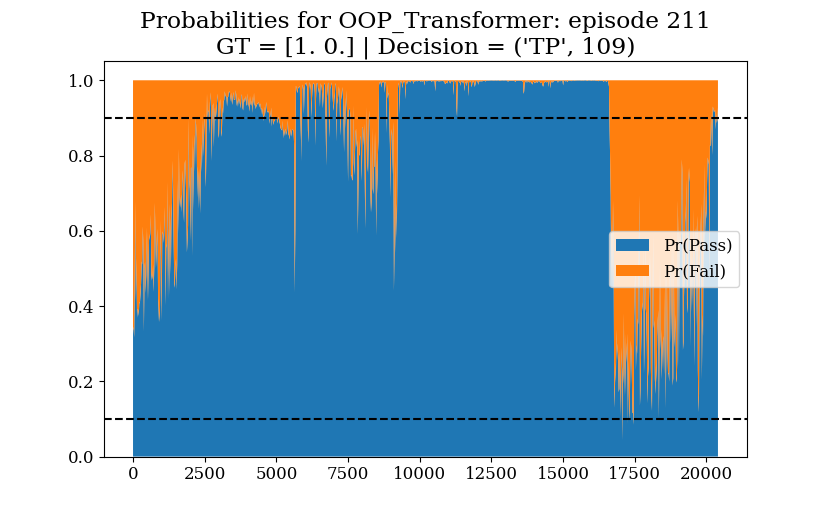 Probabilities for OOP_Transformer: episode 211
GT = [1. 0.] | Decision = ('TP', 109)
1.0
0.8
0.6
0.4
0.2
0.0
Pr(Pass)
Pr(Fail)
0 2500 5000 7500 10000 12500 15000 17500 20000